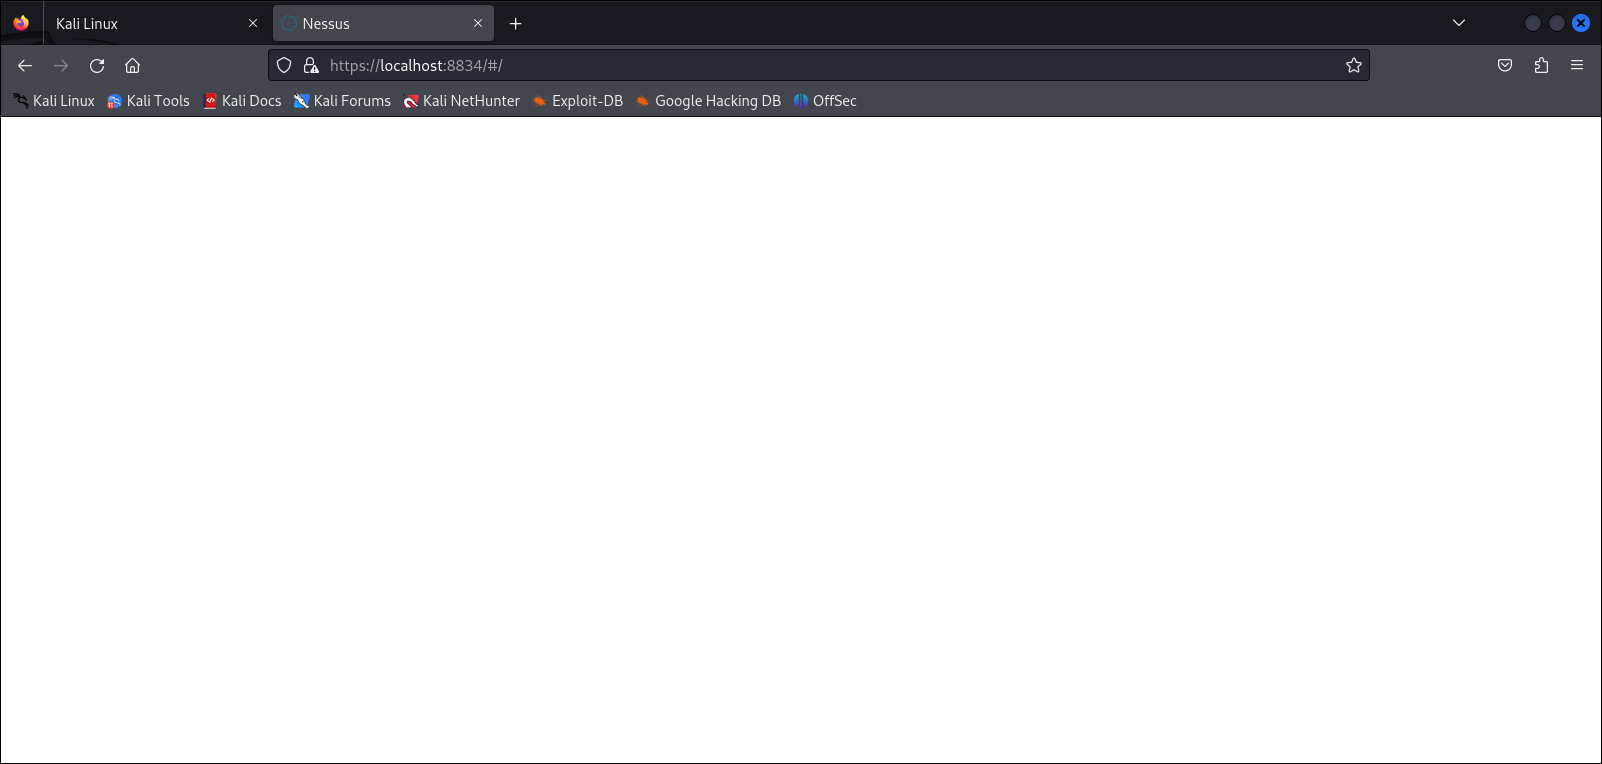 Kali Linux Nessus
https://localhost:8834/#/
Kali Linux Kali Tools Kali Docs Kali Forums Kali NetHunter Exploit-DB Google Hacking DB OffSec